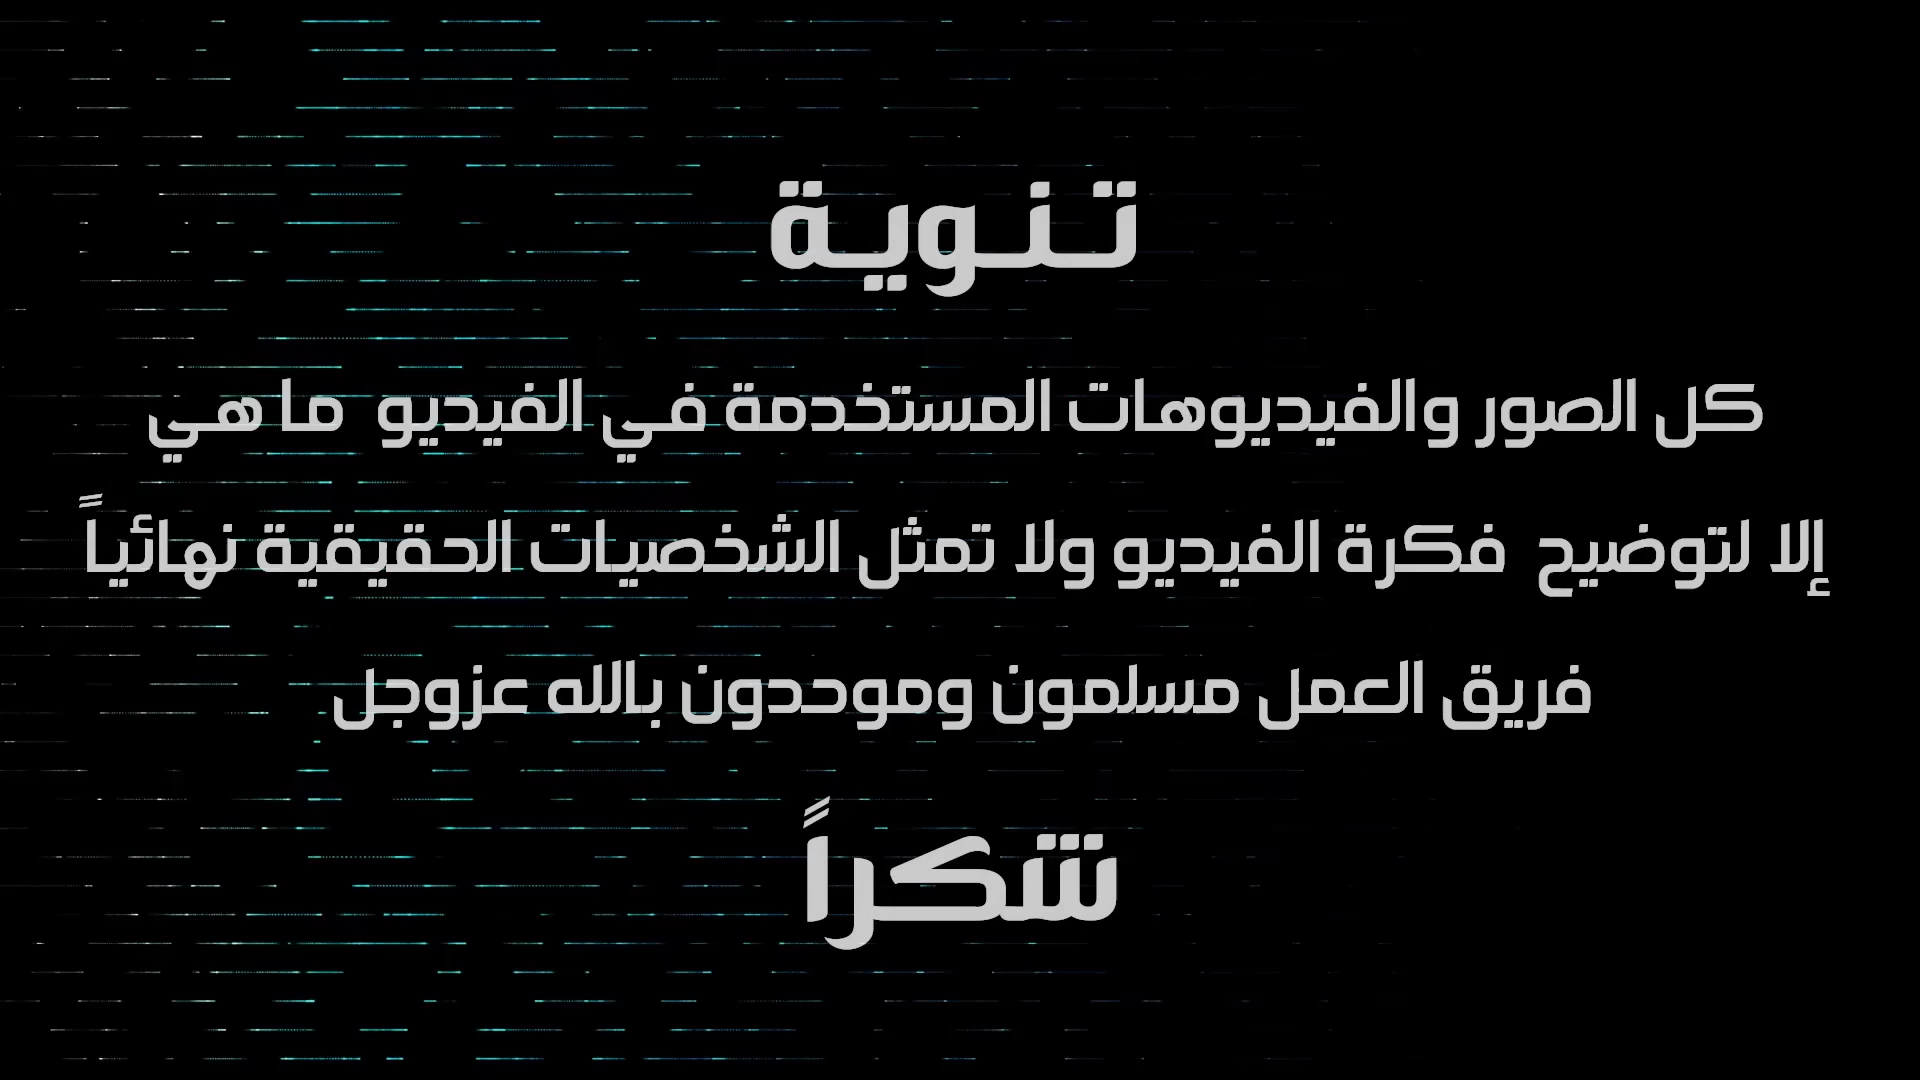 تنوية
كل الصور والفيديوهات المستخدمة في الفيديو ما هي
إلا لتوضيح فكرة الفيديو ولا تمثل الشخصيات الحقيقية نهائياً
فريق العمل مسلمون وموحدون بالله عزوجل
شكراً